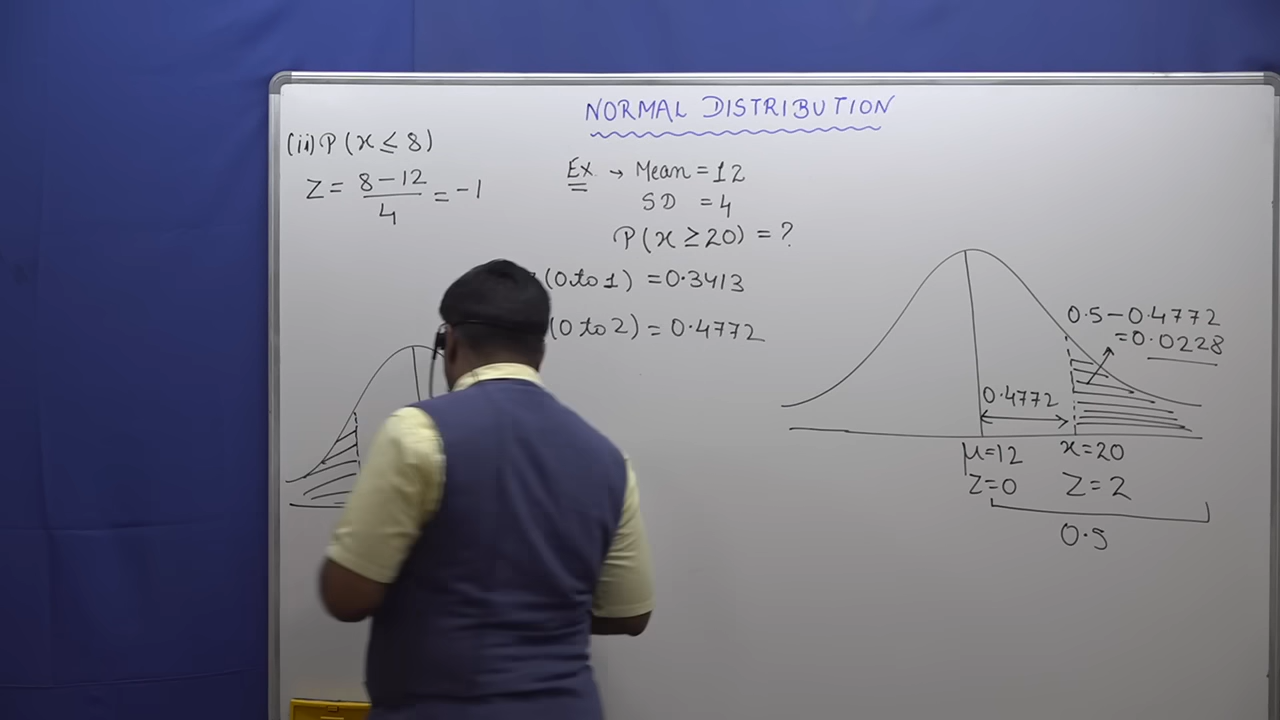 NORMAL DISTRIBUTION
(ii) P(x ≤ 8)
Z = 8-12 / 4 = -1
Ex. → Mean = 12
SD = 4
P(x ≥ 20) = ?
(0 to 1) = 0.3413
(0 to 2) = 0.4772
0.5 - 0.4772
= 0.0228
0.4772
μ=12 x=20
Z=0 Z=2
0.5